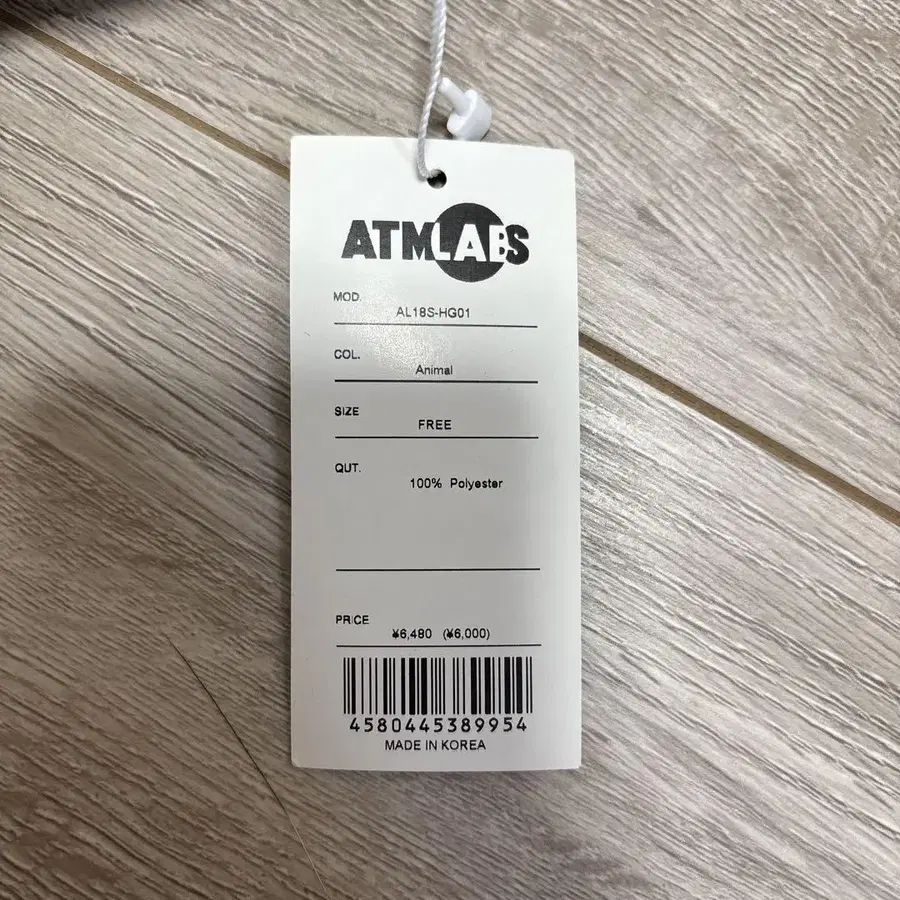 ATMLABS
MOD.
AL18S-HG01
COL.
Animal
SIZE
FREE
QUT.
100% Polyester
PRICE
¥6,480 (¥6,000)
4580445389954
MADE IN KOREA